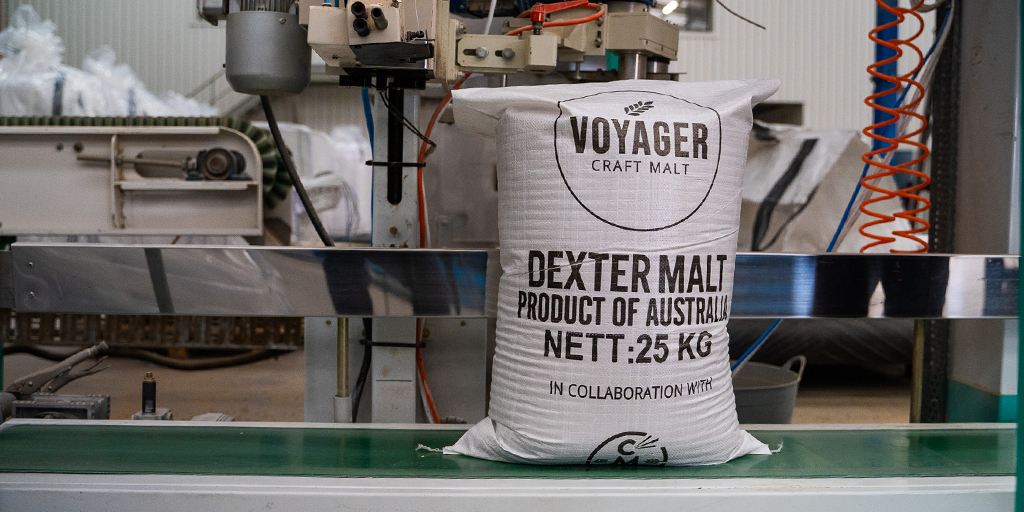 VOYAGER
CRAFT MALT
DEXTER MALT
PRODUCT OF AUSTRALIA
NETT:25 KG
IN COLLABORATION WITH
C
M